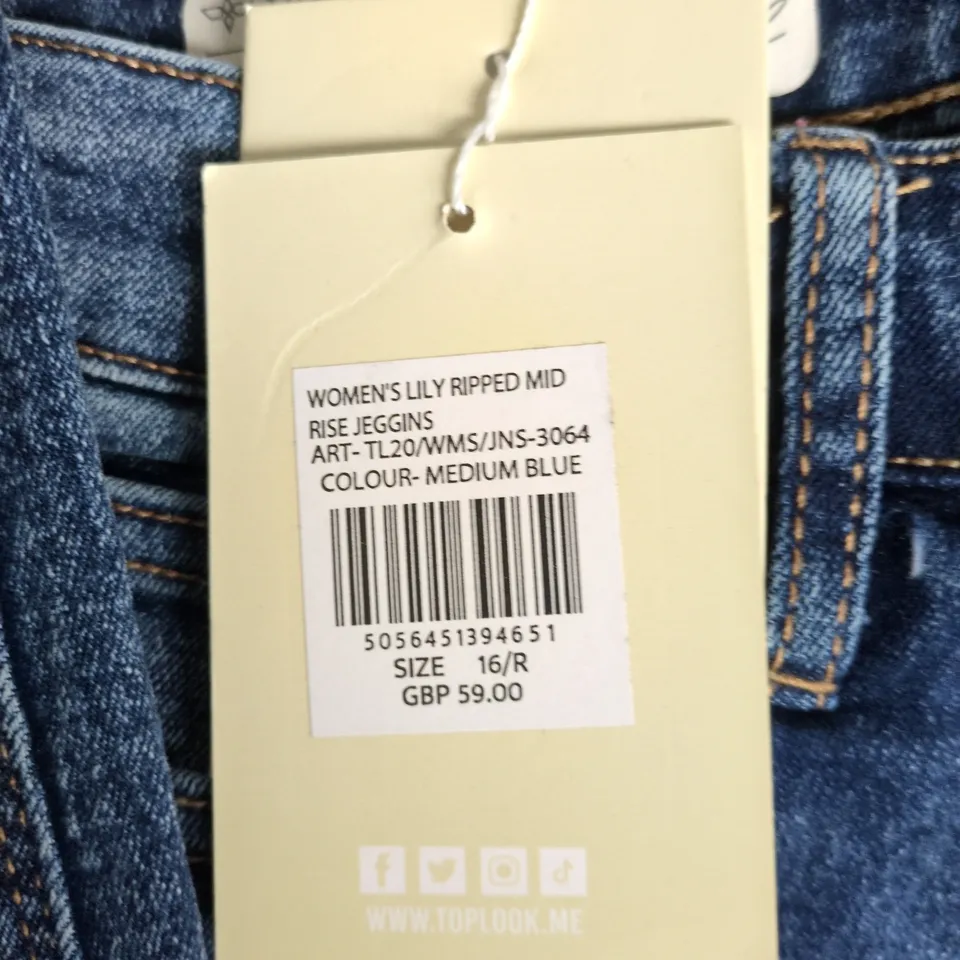 WOMEN'S LILY RIPPED MID
RISE JEGGINS
ART- TL20/WMS/JNS-3064
COLOUR- MEDIUM BLUE
5056451394651
SIZE 16/R
GBP 59.00
WWW.TOPLOOK.ME